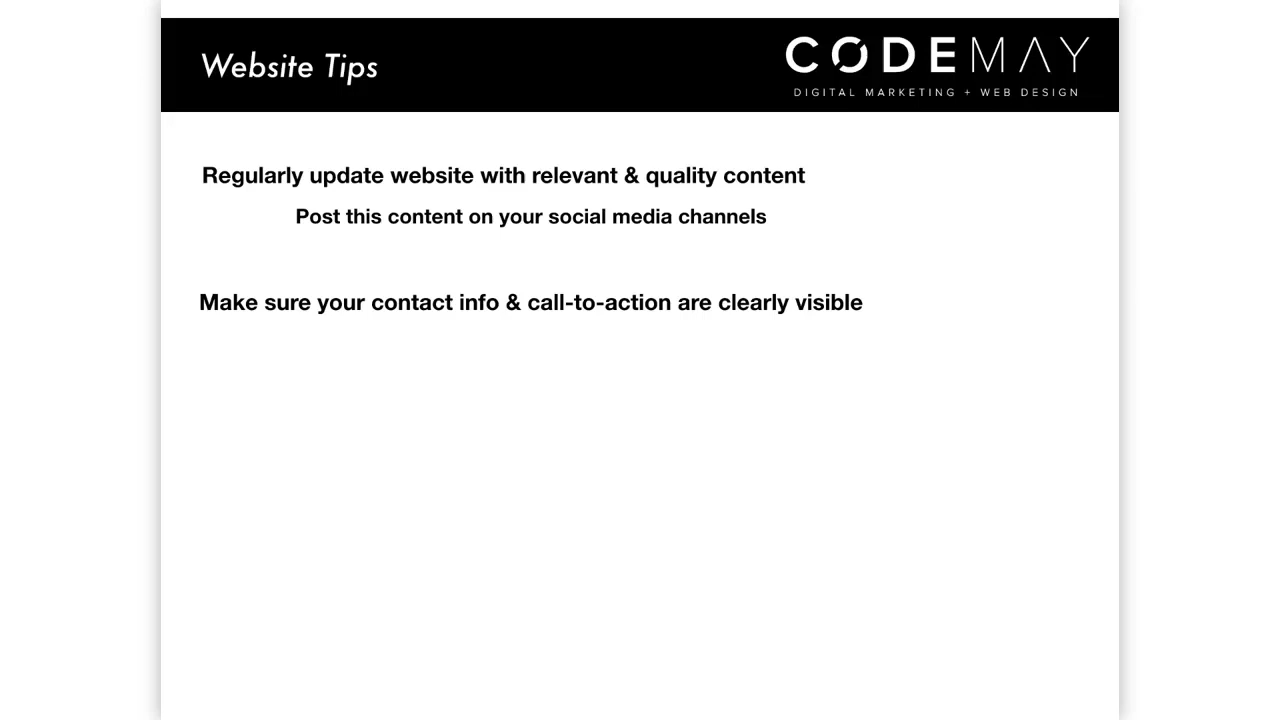 Website Tips
CODEMAY
DIGITAL MARKETING + WEB DESIGN
Regularly update website with relevant & quality content
Post this content on your social media channels
Make sure your contact info & call-to-action are clearly visible